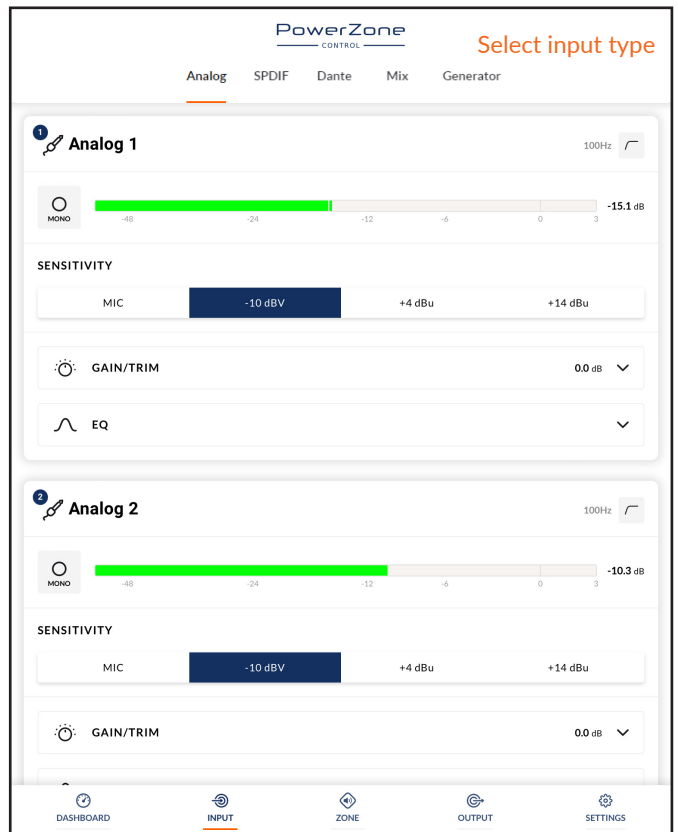 PowerZone
CONTROL
Select input type
Analog SPDIF Dante Mix Generator
1
Analog 1
100Hz
MONO
-15.1 dB
-48 -24 -12 -6 0 3
SENSITIVITY
MIC -10 dBV +4 dBu +14 dBu
GAIN/TRIM 0.0 dB
EQ
2
Analog 2
100Hz
MONO
-10.3 dB
-48 -24 -12 -6 0 3
SENSITIVITY
MIC -10 dBV +4 dBu +14 dBu
GAIN/TRIM 0.0 dB
DASHBOARD INPUT ZONE OUTPUT SETTINGS